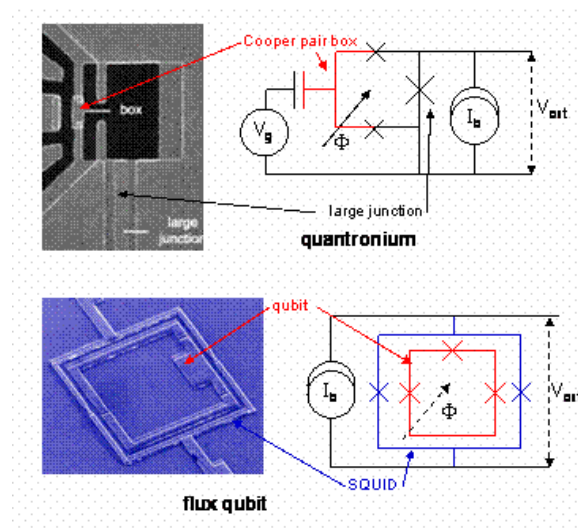 Cooper pair box
box
large
junction
V_g
Φ
I_b
V_out
large junction
quantronium
qubit
I_b
Φ
V_out
SQUID
flux qubit